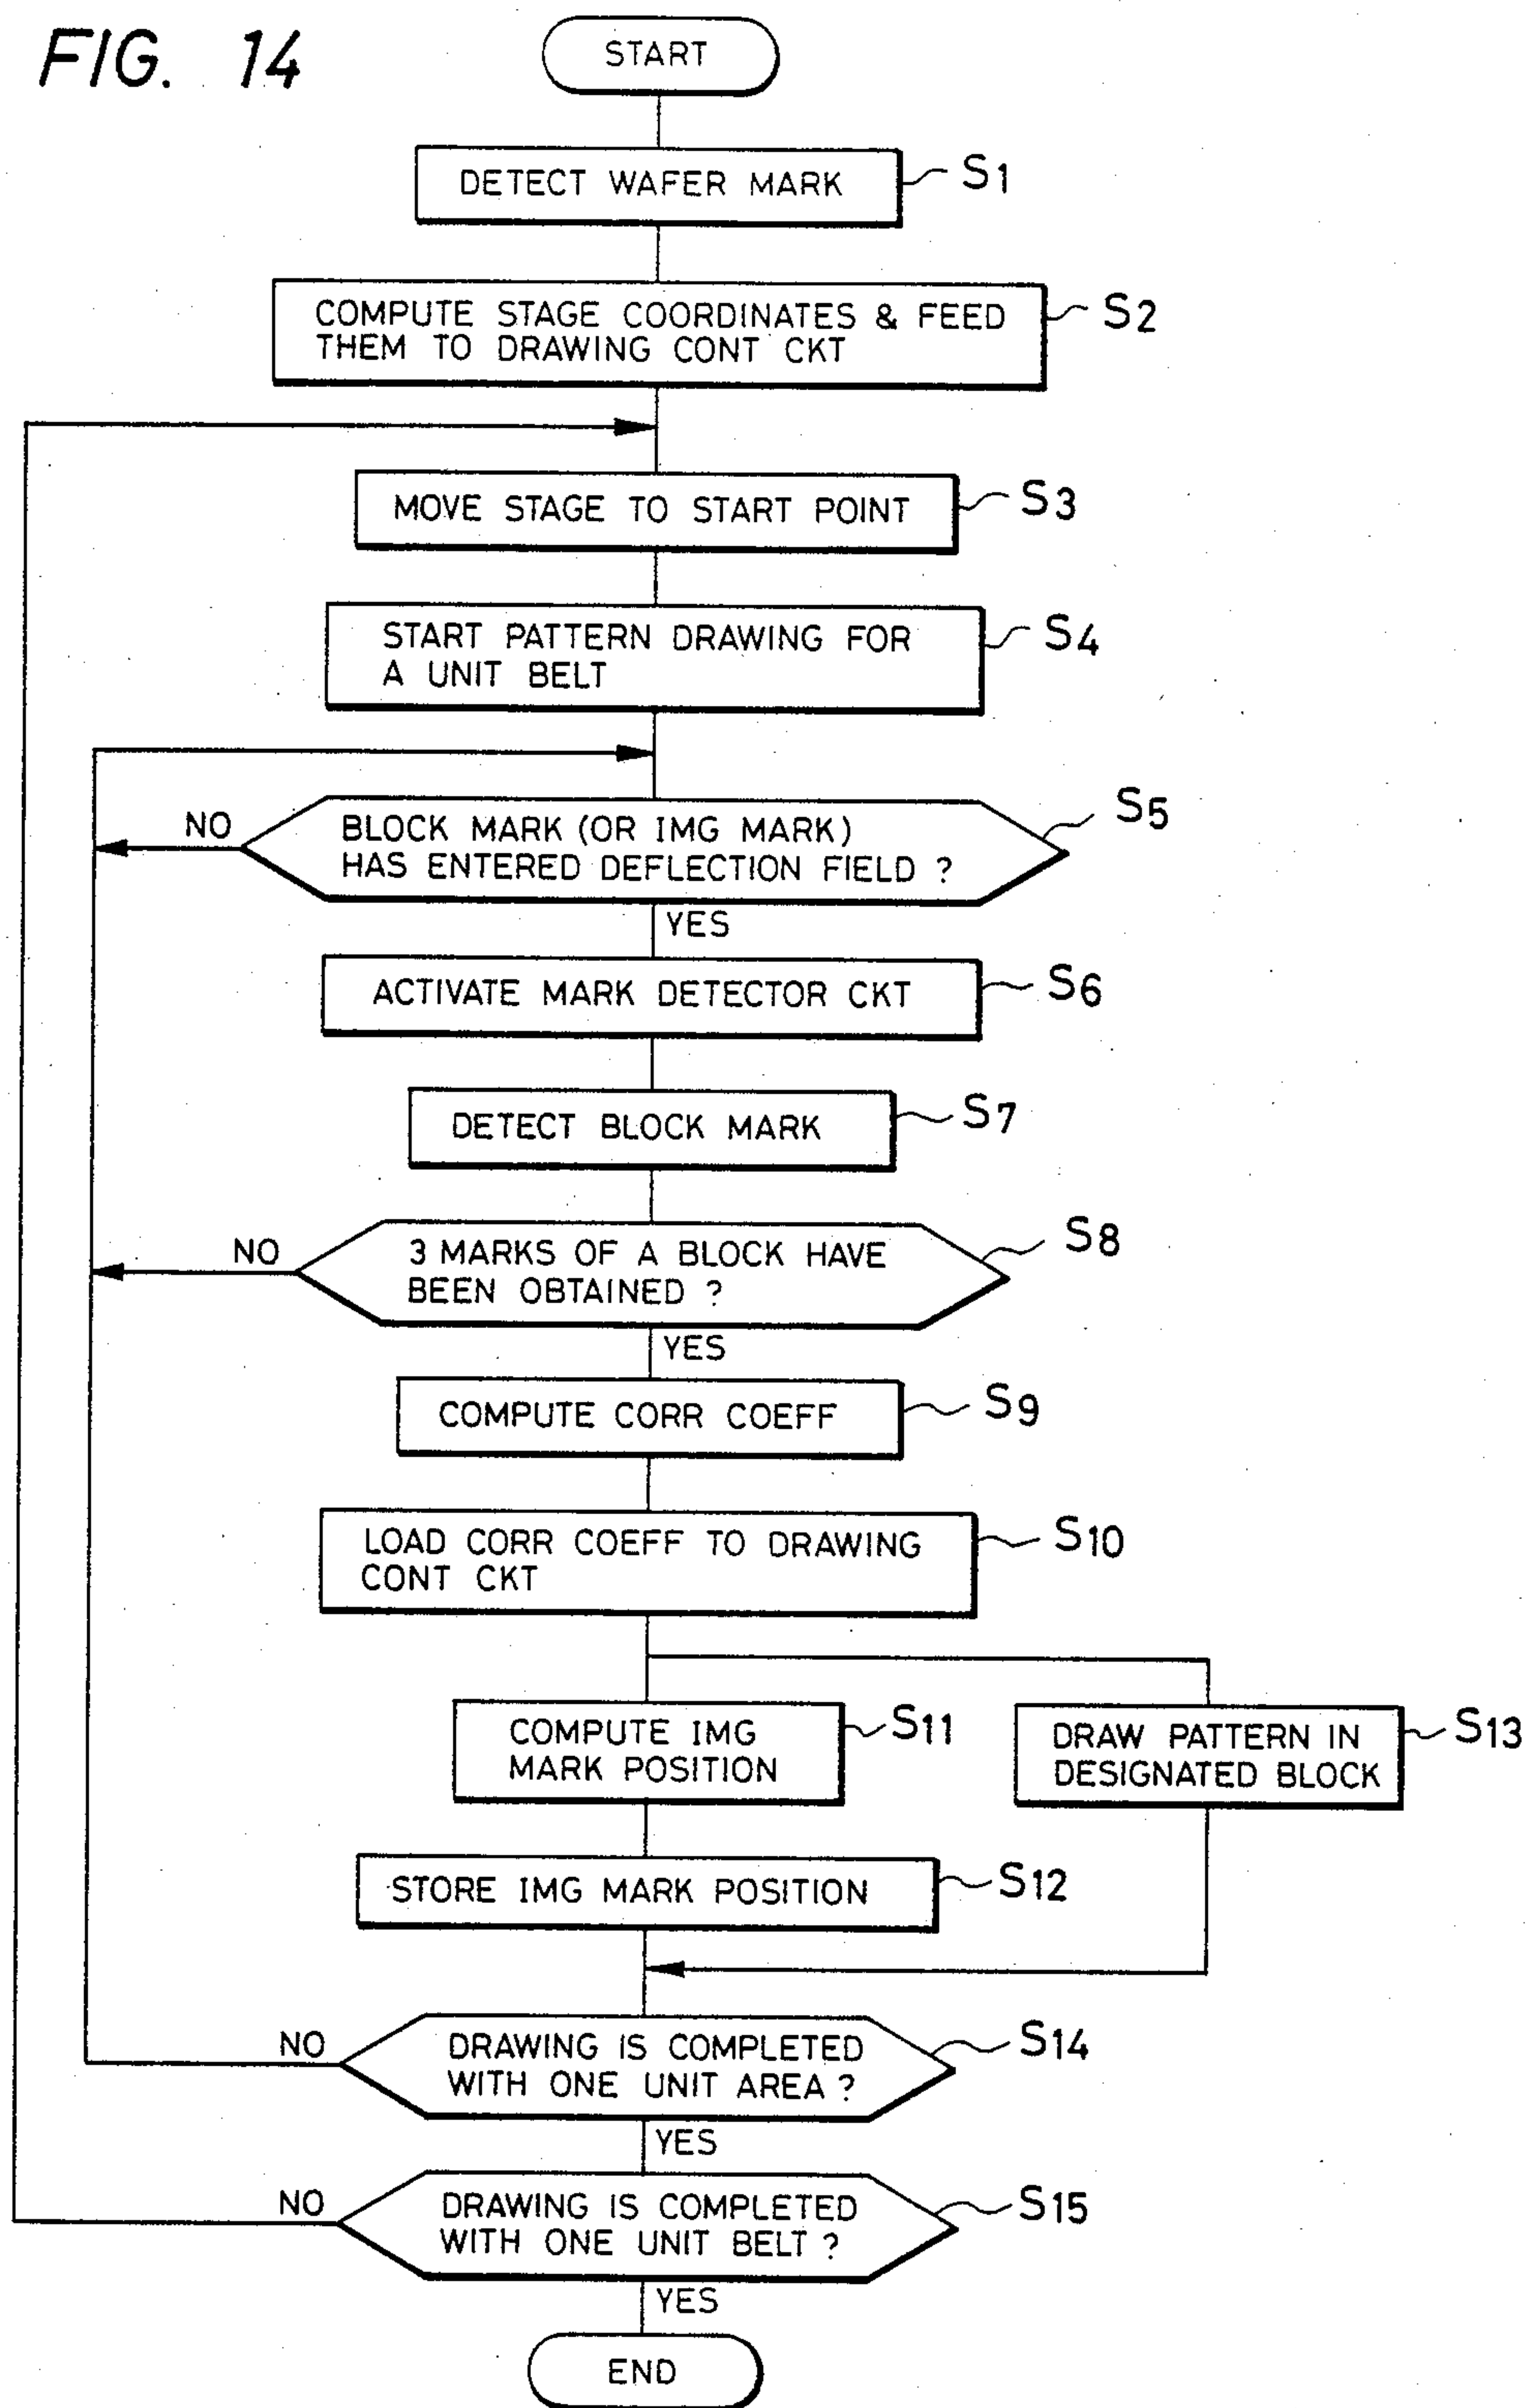 FIG. 14
START
DETECT WAFER MARK
S1
COMPUTE STAGE COORDINATES & FEED
THEM TO DRAWING CONT CKT
S2
MOVE STAGE TO START POINT
S3
START PATTERN DRAWING FOR
A UNIT BELT
S4
NO
BLOCK MARK (OR IMG MARK)
HAS ENTERED DEFLECTION FIELD ?
S5
YES
ACTIVATE MARK DETECTOR CKT
S6
DETECT BLOCK MARK
S7
NO
3 MARKS OF A BLOCK HAVE
BEEN OBTAINED ?
S8
YES
COMPUTE CORR COEFF
S9
LOAD CORR COEFF TO DRAWING
CONT CKT
S10
COMPUTE IMG
MARK POSITION
S11
DRAW PATTERN IN
DESIGNATED BLOCK
S13
STORE IMG MARK POSITION
S12
NO
DRAWING IS COMPLETED
WITH ONE UNIT AREA ?
S14
YES
NO
DRAWING IS COMPLETED
WITH ONE UNIT BELT ?
S15
YES
END